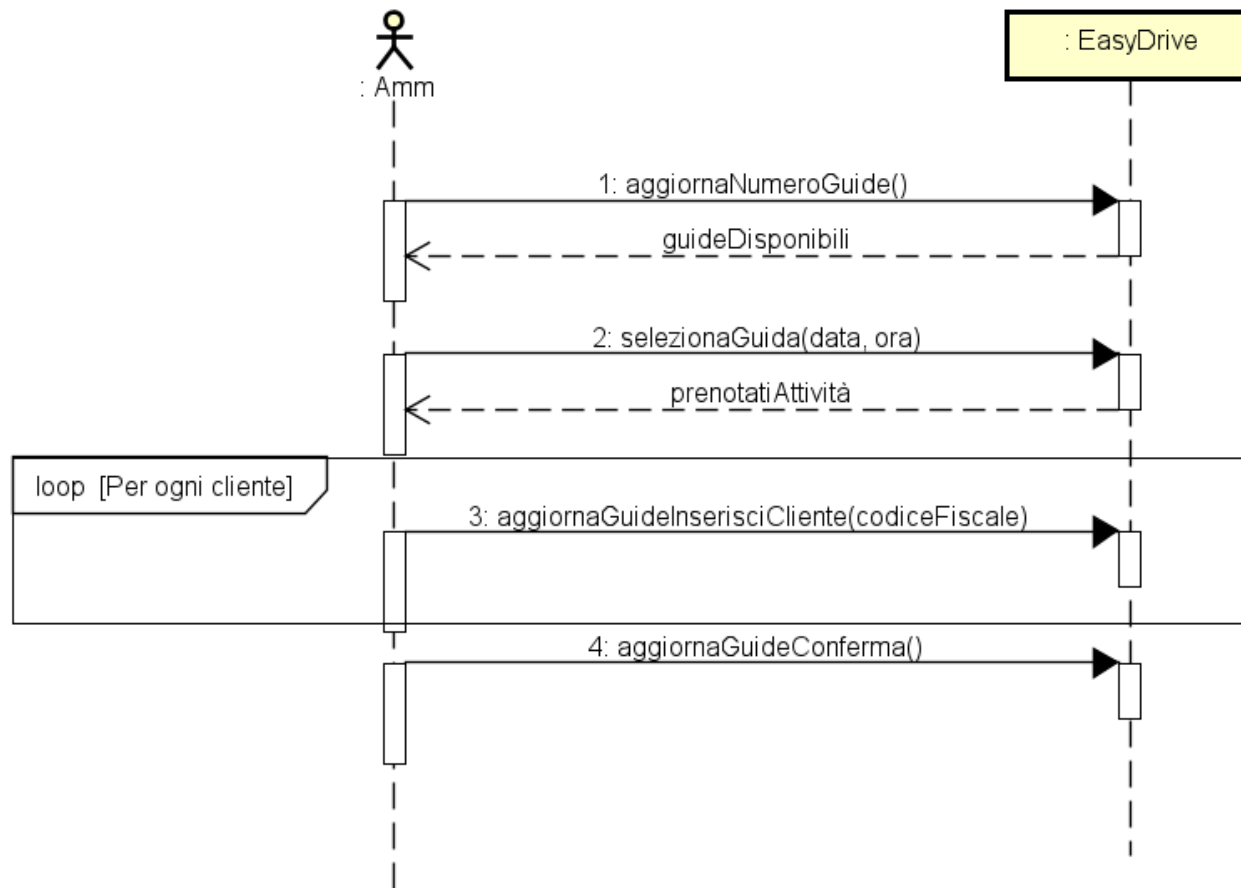 : Amm
: EasyDrive
1: aggiornaNumeroGuide()
guideDisponibili
2: selezionaGuida(data, ora)
prenotatiAttività
loop [Per ogni cliente]
3: aggiornaGuideInserisciCliente(codiceFiscale)
4: aggiornaGuideConferma()